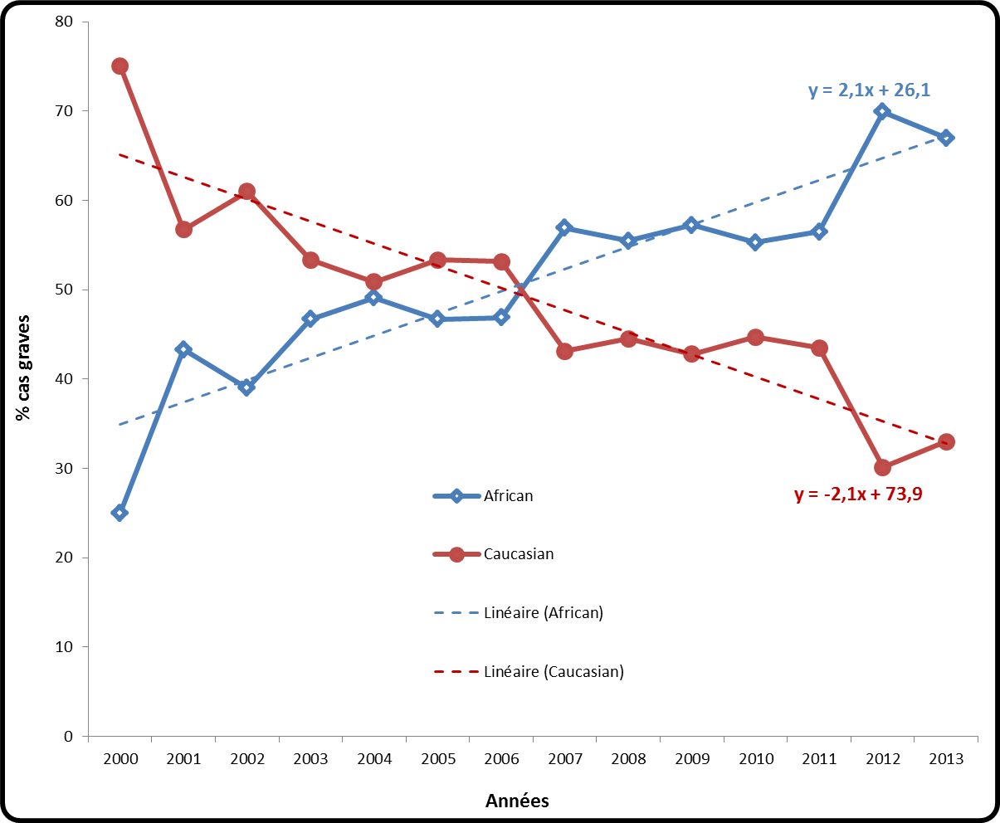 80
70
60
50
40
30
20
10
0
% cas graves
y = 2,1x + 26,1
y = -2,1x + 73,9
African
Caucasian
Linéaire (African)
Linéaire (Caucasian)
2000 2001 2002 2003 2004 2005 2006 2007 2008 2009 2010 2011 2012 2013
Années